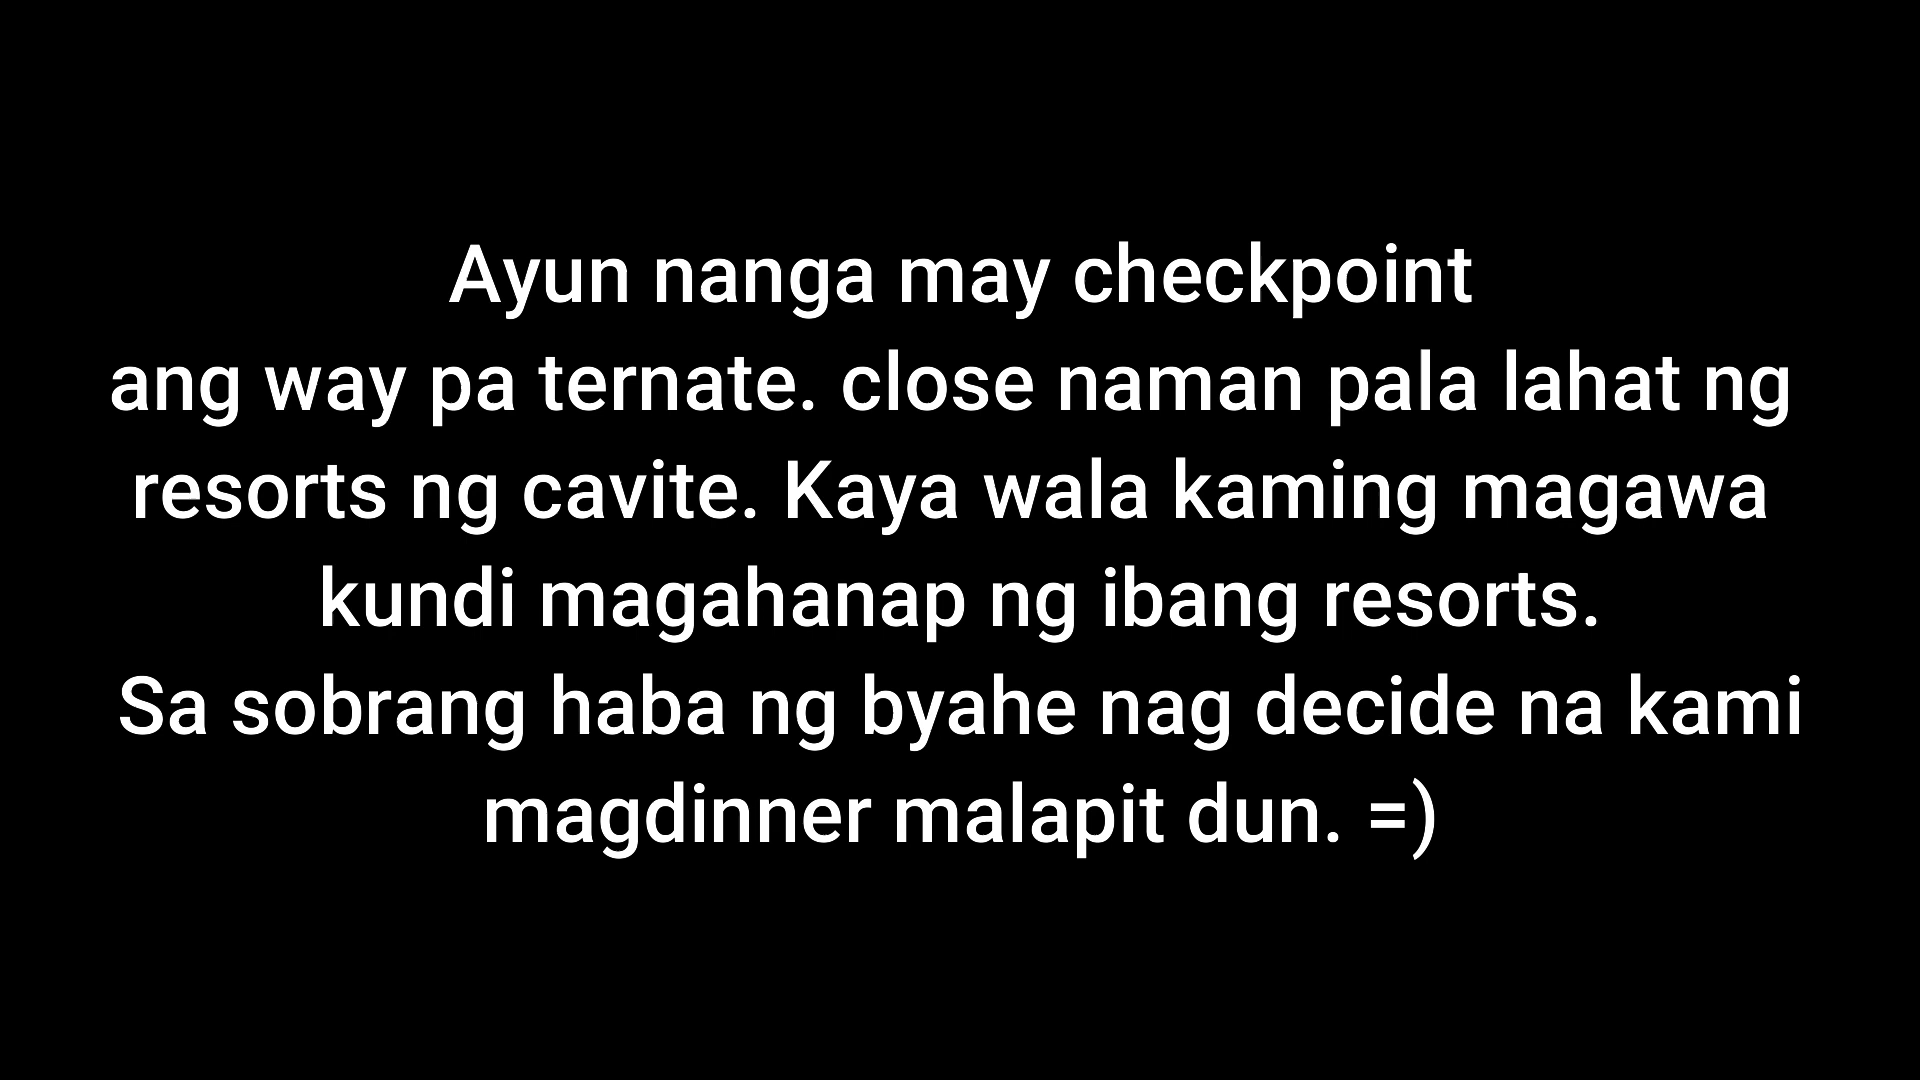 Ayun nanga may checkpoint
ang way pa ternate. close naman pala lahat ng
resorts ng cavite. Kaya wala kaming magawa
kundi magahanap ng ibang resorts.
Sa sobrang haba ng byahe nag decide na kami
magdinner malapit dun. =)